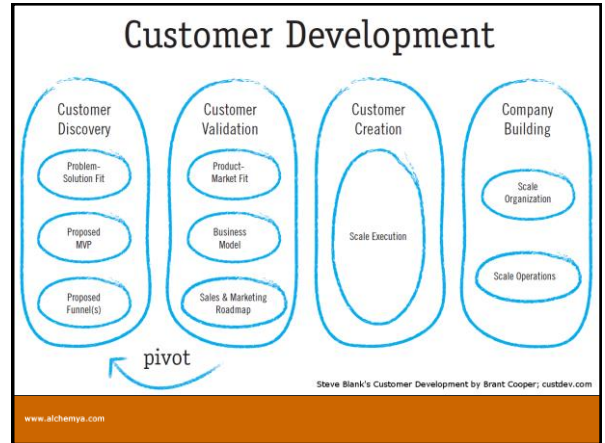 Customer Development
Customer
Discovery
Problem-
Solution Fit
Proposed
MVP
Proposed
Funnel(s)
Customer
Validation
Product-
Market Fit
Business
Model
Sales & Marketing
Roadmap
Customer
Creation
Scale Execution
Company
Building
Scale
Organization
Scale Operations
pivot
Steve Blank's Customer Development by Brant Cooper; custdev.com
www.alchemya.com